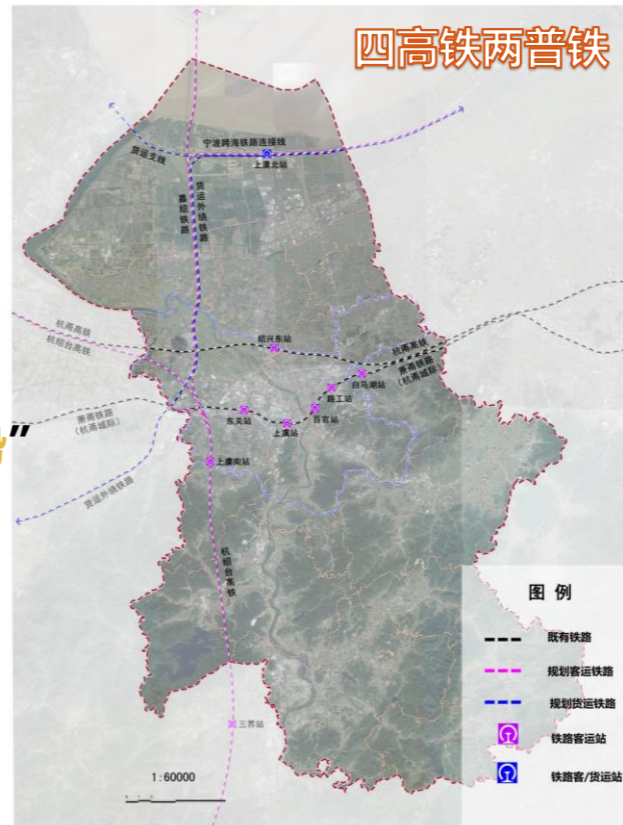 四高铁两普铁
宁波跨海铁路连接线
货运支线
上虞北站
嘉绍铁路
货运外绕铁路
杭甬高铁
杭绍台高铁
绍兴东站
杭甬高铁
萧甬铁路
（杭甬城际）
白马湖站
路工站
百官站
东关站
上虞站
萧甬铁路
（杭甬城际）
上虞南站
货运外绕铁路
杭绍台高铁
三界站
1:60000
图 例
既有铁路
规划客运铁路
规划货运铁路
铁路客运站
铁路客/货运站